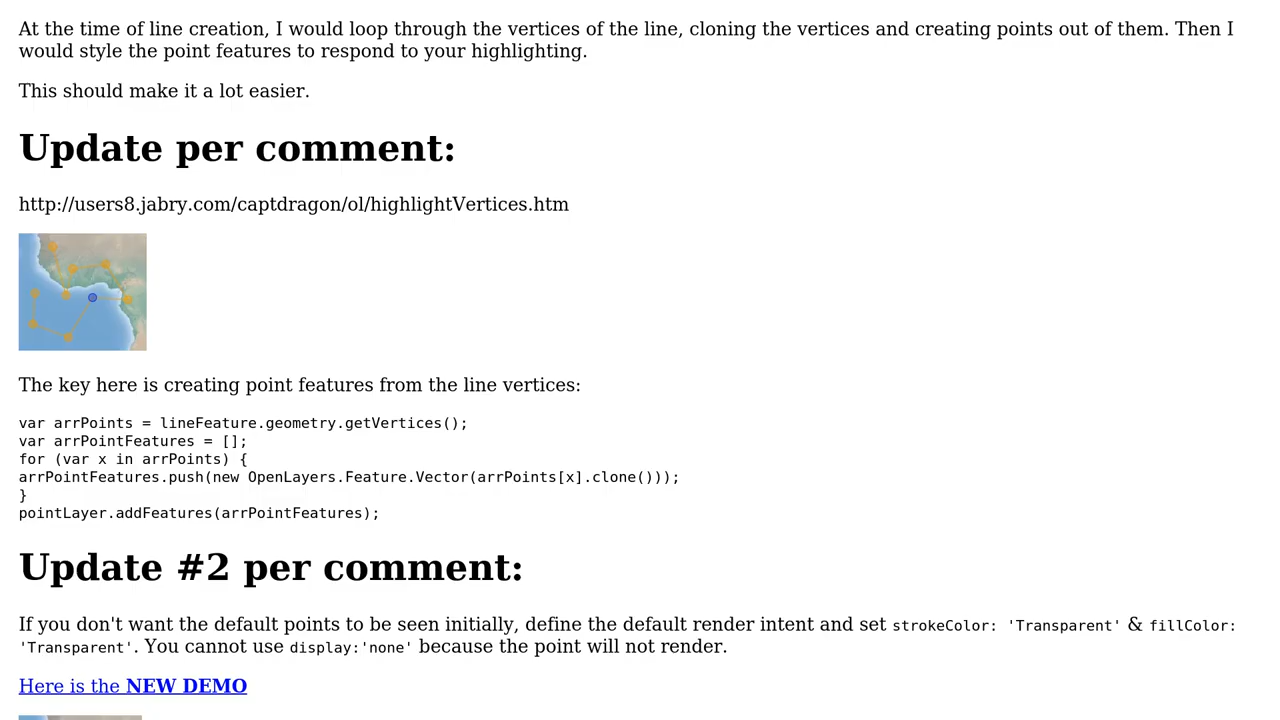 At the time of line creation, I would loop through the vertices of the line, cloning the vertices and creating points out of them. Then I
would style the point features to respond to your highlighting.
This should make it a lot easier.
Update per comment:
http://users8.jabry.com/captdragon/ol/highlightVertices.htm
The key here is creating point features from the line vertices:
var arrPoints = lineFeature.geometry.getVertices();
var arrPointFeatures = [];
for (var x in arrPoints) {
arrPointFeatures.push(new OpenLayers.Feature.Vector(arrPoints[x].clone()));
}
pointLayer.addFeatures(arrPointFeatures);
Update #2 per comment:
If you don't want the default points to be seen initially, define the default render intent and set strokeColor: 'Transparent' & fillColor:
'Transparent'. You cannot use display:'none' because the point will not render.
Here is the NEW DEMO